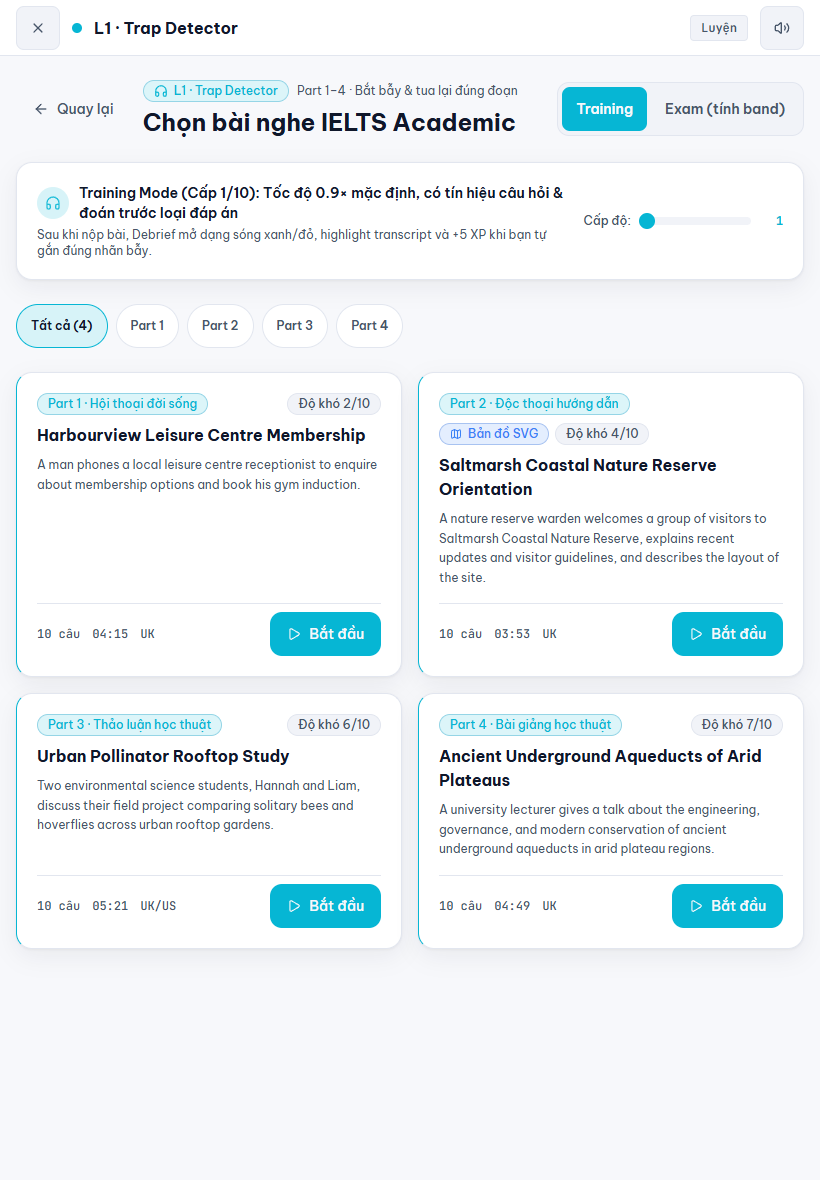 L1 · Trap Detector
Luyện
Quay lại
L1 · Trap Detector
Part 1–4 · Bắt bẫy & tua lại đúng đoạn
Chọn bài nghe IELTS Academic
Training
Exam (tính band)
Training Mode (Cấp 1/10): Tốc độ 0.9× mặc định, có tín hiệu câu hỏi &
đoán trước loại đáp án
Sau khi nộp bài, Debrief mở dạng sóng xanh/đỏ, highlight transcript và +5 XP khi bạn tự
gắn đúng nhãn bẫy.
Cấp độ:
1
Tất cả (4)
Part 1
Part 2
Part 3
Part 4
Part 1 · Hội thoại đời sống
Độ khó 2/10
Harbourview Leisure Centre Membership
A man phones a local leisure centre receptionist to enquire
about membership options and book his gym induction.
10 câu 04:15 UK
Bắt đầu
Part 2 · Độc thoại hướng dẫn
Bản đồ SVG
Độ khó 4/10
Saltmarsh Coastal Nature Reserve
Orientation
A nature reserve warden welcomes a group of visitors to
Saltmarsh Coastal Nature Reserve, explains recent
updates and visitor guidelines, and describes the layout of
the site.
10 câu 03:53 UK
Bắt đầu
Part 3 · Thảo luận học thuật
Độ khó 6/10
Urban Pollinator Rooftop Study
Two environmental science students, Hannah and Liam,
discuss their field project comparing solitary bees and
hoverflies across urban rooftop gardens.
10 câu 05:21 UK/US
Bắt đầu
Part 4 · Bài giảng học thuật
Độ khó 7/10
Ancient Underground Aqueducts of Arid
Plateaus
A university lecturer gives a talk about the engineering,
governance, and modern conservation of ancient
underground aqueducts in arid plateau regions.
10 câu 04:49 UK
Bắt đầu